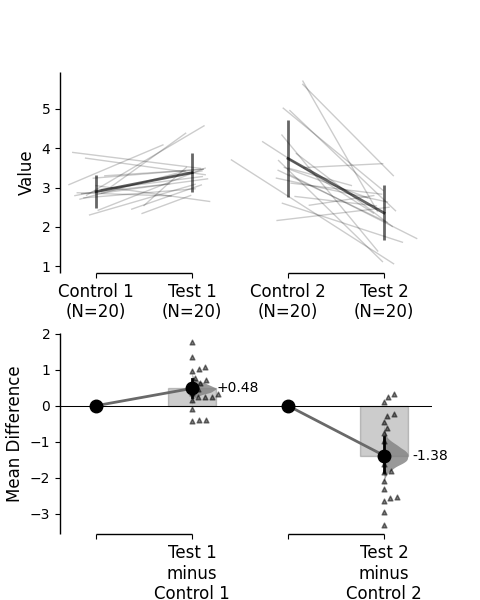 5
4
Value
3
2
1
Control 1 Test 1 Control 2 Test 2
(N=20) (N=20) (N=20) (N=20)
2
1
+0.48
0
Mean Difference
−1
-1.38
−2
−3
Test 1 Test 2
minus minus
Control 1 Control 2